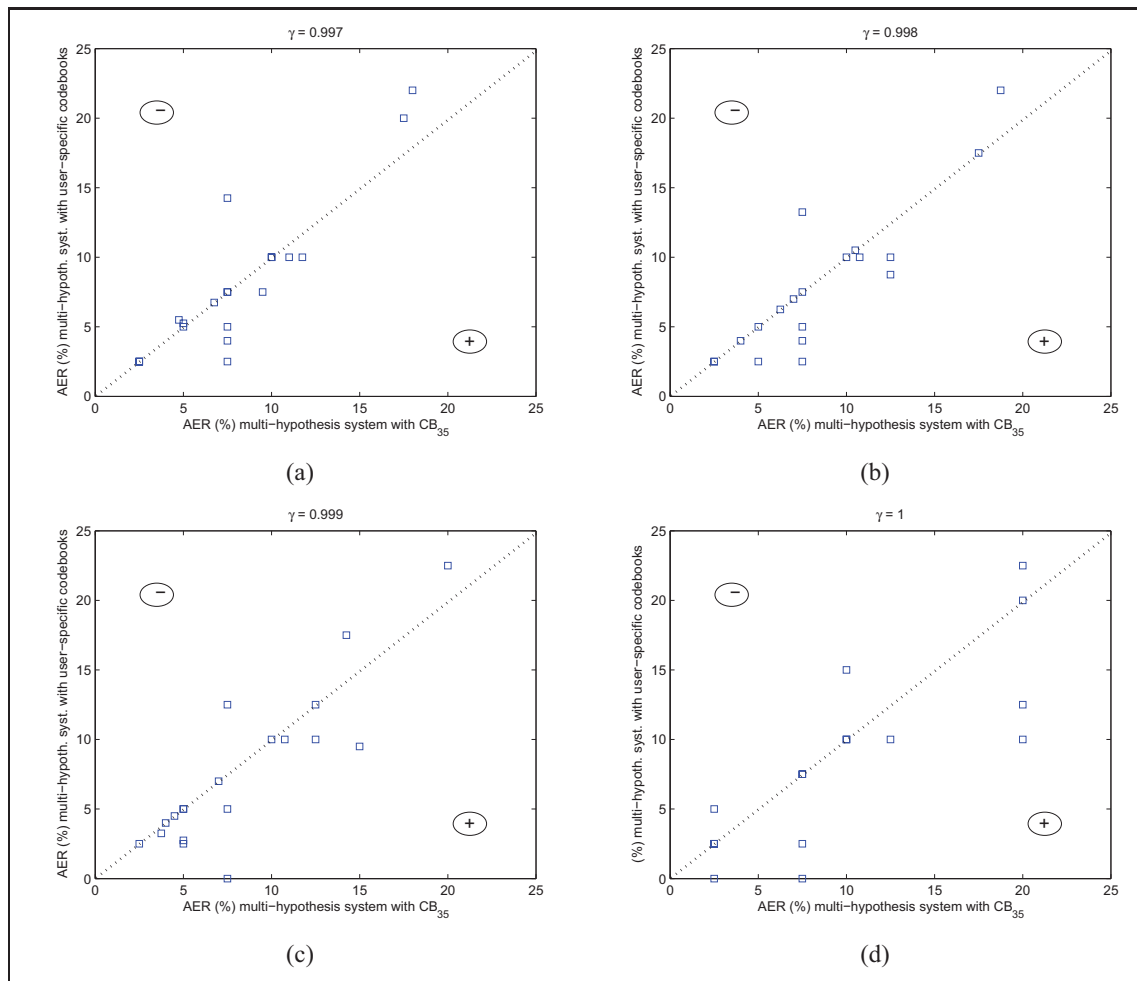 γ = 0.997
AER (%) multi−hypoth. syst. with user−specific codebooks
25
20
15
10
5
0
−
+
0 5 10 15 20 25
AER (%) multi−hypothesis system with CB35
(a)
γ = 0.998
AER (%) multi−hypoth. syst. with user−specific codebooks
25
20
15
10
5
0
−
+
0 5 10 15 20 25
AER (%) multi−hypothesis system with CB35
(b)
γ = 0.999
AER (%) multi−hypoth. syst. with user−specific codebooks
25
20
15
10
5
0
−
+
0 5 10 15 20 25
AER (%) multi−hypothesis system with CB35
(c)
γ = 1
(%) multi−hypoth. syst. with user−specific codebooks
25
20
15
10
5
0
−
+
0 5 10 15 20 25
AER (%) multi−hypothesis system with CB35
(d)